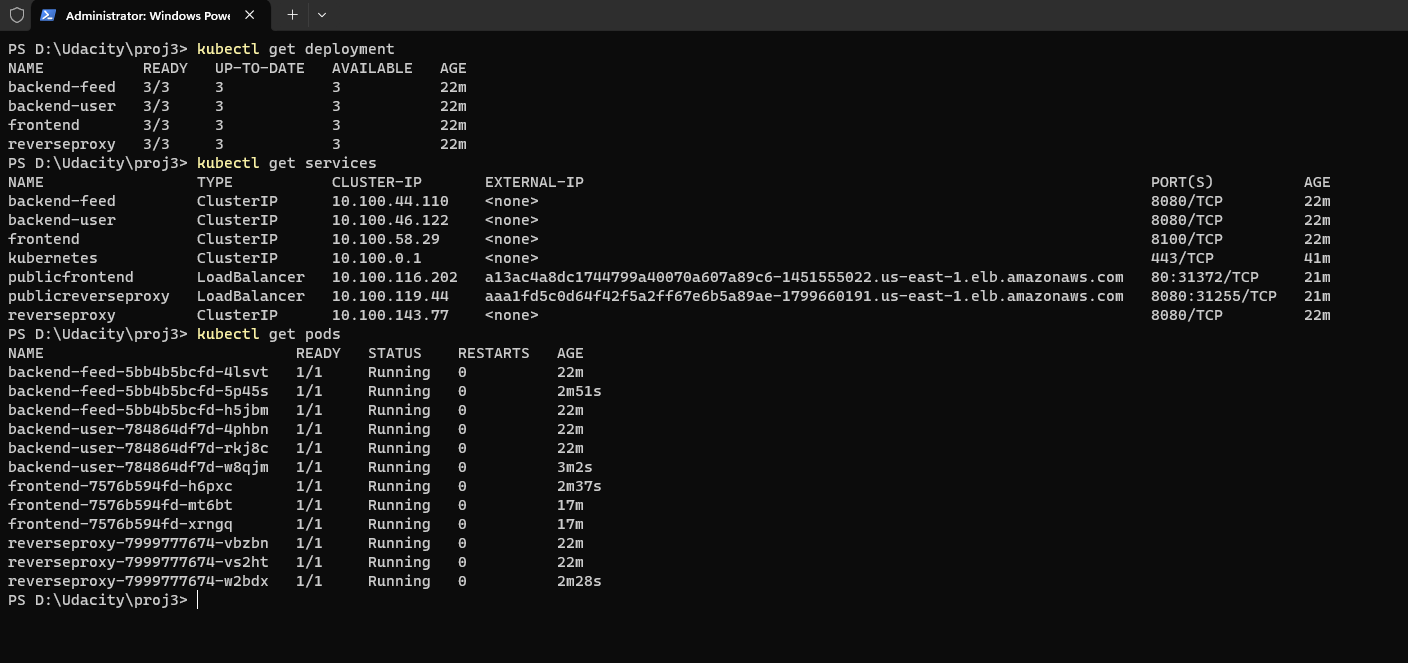 Administrator: Windows Powe
PS D:\Udacity\proj3> kubectl get deployment
NAME READY UP-TO-DATE AVAILABLE AGE
backend-feed 3/3 3 3 22m
backend-user 3/3 3 3 22m
frontend 3/3 3 3 22m
reverseproxy 3/3 3 3 22m
PS D:\Udacity\proj3> kubectl get services
NAME TYPE CLUSTER-IP EXTERNAL-IP PORT(S) AGE
backend-feed ClusterIP 10.100.44.110 <none> 8080/TCP 22m
backend-user ClusterIP 10.100.46.122 <none> 8080/TCP 22m
frontend ClusterIP 10.100.58.29 <none> 8100/TCP 22m
kubernetes ClusterIP 10.100.0.1 <none> 443/TCP 41m
publicfrontend LoadBalancer 10.100.116.202 a13ac4a8dc1744799a40070a607a89c6-1451555022.us-east-1.elb.amazonaws.com 80:31372/TCP 21m
publicreverseproxy LoadBalancer 10.100.119.44 aaa1fd5c0d64f42f5a2ff67e6b5a89ae-1799660191.us-east-1.elb.amazonaws.com 8080:31255/TCP 21m
reverseproxy ClusterIP 10.100.143.77 <none> 8080/TCP 22m
PS D:\Udacity\proj3> kubectl get pods
NAME READY STATUS RESTARTS AGE
backend-feed-5bb4b5bcfd-4lsvt 1/1 Running 0 22m
backend-feed-5bb4b5bcfd-5p45s 1/1 Running 0 2m51s
backend-feed-5bb4b5bcfd-h5jbm 1/1 Running 0 22m
backend-user-784864df7d-4phbn 1/1 Running 0 22m
backend-user-784864df7d-rkj8c 1/1 Running 0 22m
backend-user-784864df7d-w8qjm 1/1 Running 0 3m2s
frontend-7576b594fd-h6pxc 1/1 Running 0 2m37s
frontend-7576b594fd-mt6bt 1/1 Running 0 17m
frontend-7576b594fd-xrngq 1/1 Running 0 17m
reverseproxy-7999777674-vbzbn 1/1 Running 0 22m
reverseproxy-7999777674-vs2ht 1/1 Running 0 22m
reverseproxy-7999777674-w2bdx 1/1 Running 0 2m28s
PS D:\Udacity\proj3>